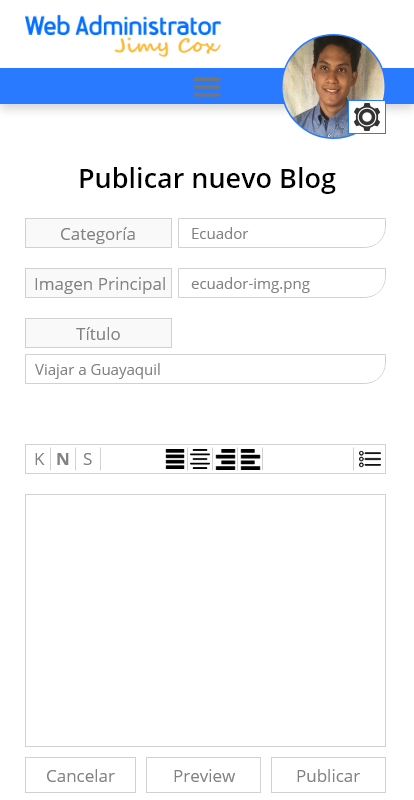 Web Administrator
Jimy Cox
Publicar nuevo Blog
Categoría Ecuador
Imagen Principal ecuador-img.png
Título
Viajar a Guayaquil
K N S
Cancelar Preview Publicar